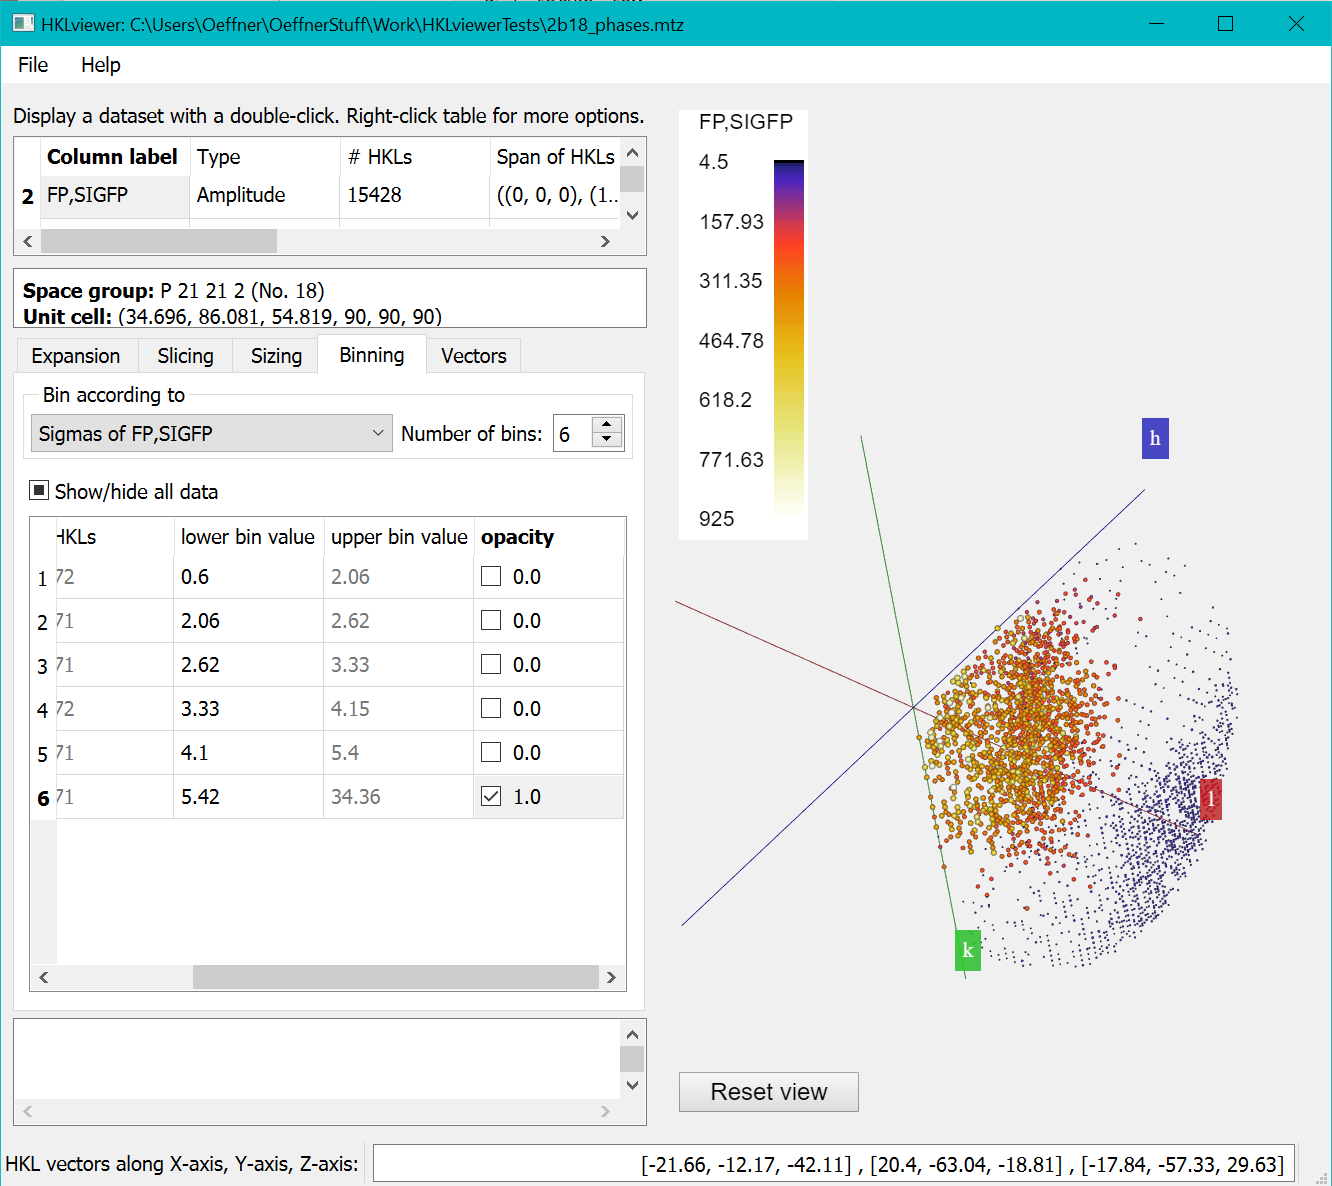 HKLviewer: C:\Users\Oeffner\OeffnerStuff\Work\HKLviewerTests\2b18_phases.mtz
File Help
Display a dataset with a double-click. Right-click table for more options.
Column label Type # HKLs Span of HKLs
2 FP,SIGFP Amplitude 15428 ((0, 0, 0), (1...
Space group: P 21 21 2 (No. 18)
Unit cell: (34.696, 86.081, 54.819, 90, 90, 90)
Expansion Slicing Sizing Binning Vectors
Bin according to
Sigmas of FP,SIGFP Number of bins: 6
Show/hide all data
HKLs lower bin value upper bin value opacity
1 72 0.6 2.06 0.0
2 71 2.06 2.62 0.0
3 71 2.62 3.33 0.0
4 72 3.33 4.15 0.0
5 71 4.1 5.4 0.0
6 71 5.42 34.36 1.0
FP,SIGFP
4.5
157.93
311.35
464.78
618.2
771.63
925
h
l
k
Reset view
HKL vectors along X-axis, Y-axis, Z-axis: [-21.66, -12.17, -42.11] , [20.4, -63.04, -18.81] , [-17.84, -57.33, 29.63]